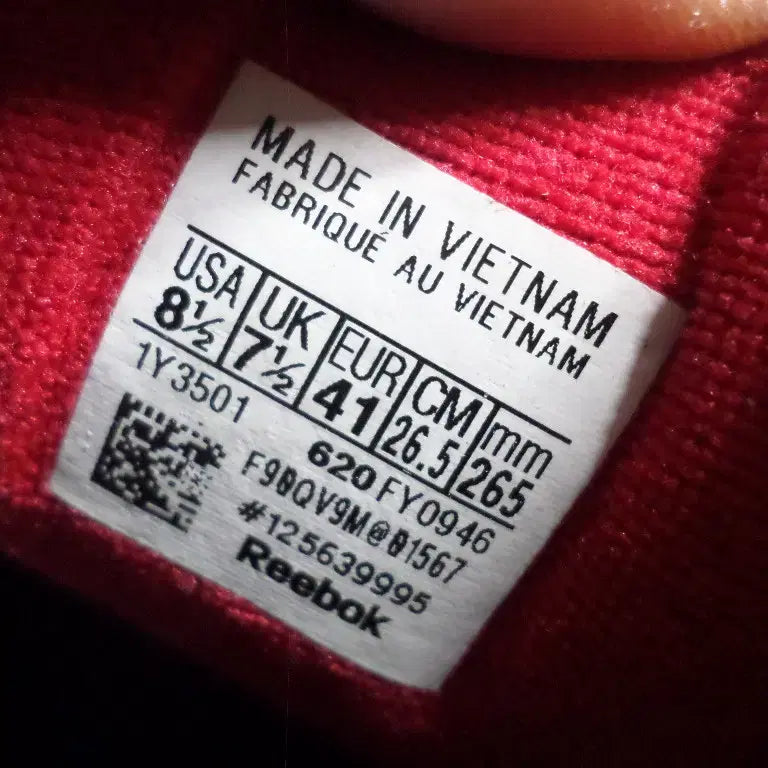 MADE IN VIETNAM
FABRIQUÉ AU VIETNAM
USA UK EUR CM mm
8½ 7½ 41 26.5 265
1Y3501 620 FY0946
F9BQV9M@01567
#125639995
Reebok